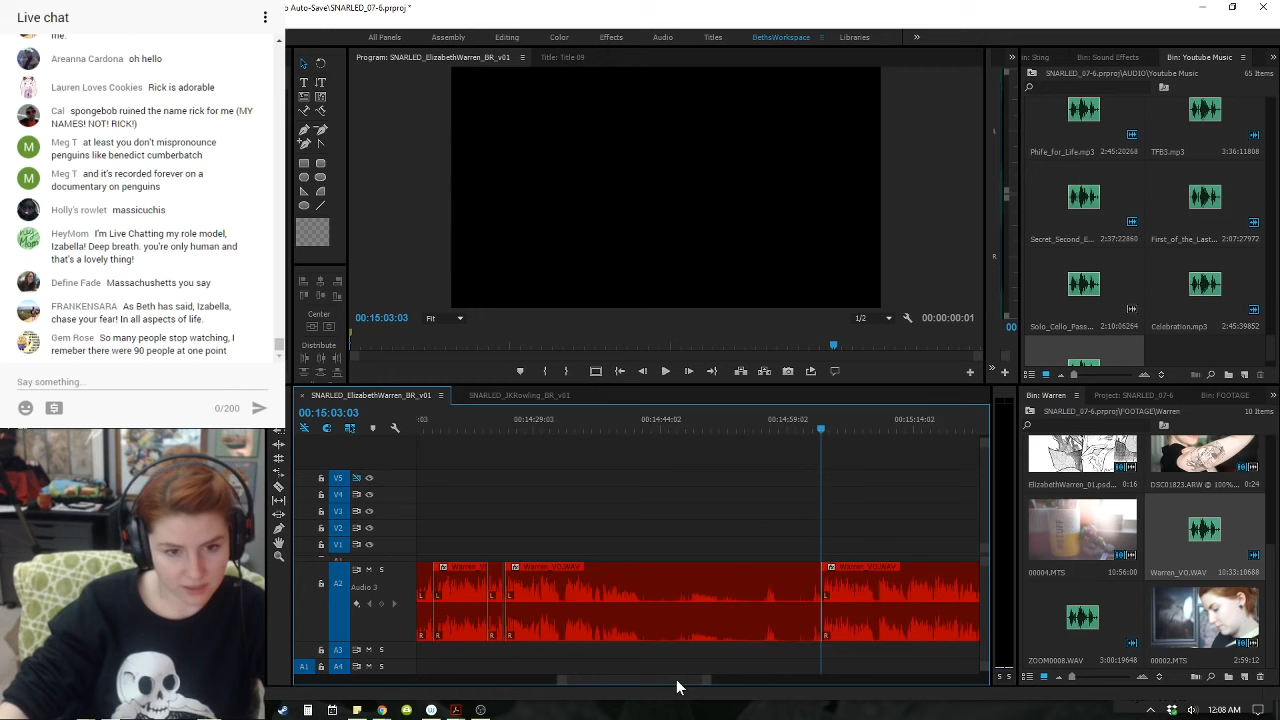 Auto-Save\SNARLED_07-6.prproj *
Live chat
me.
Areanna Cardona oh hello
Lauren Loves Cookies Rick is adorable
Cal spongebob ruined the name rick for me (MY
NAMES! NOT! RICK!)
Meg T at least you don't mispronounce
penguins like benedict cumberbatch
Meg T and it's recorded forever on a
documentary on penguins
Holly's rowlet massicuchis
HeyMom I'm Live Chatting my role model,
Izabella! Deep breath. you're only human and
that's a lovely thing!
Define Fade Massachushetts you say
FRANKENSARA As Beth has said, Izabella,
chase your fear! In all aspects of life.
Gem Rose So many people stop watching, I
remeber there were 90 people at one point
Say something...
0/200
All Panels Assembly Editing Color Effects Audio Titles BethsWorkspace Libraries
Program: SNARLED_ElizabethWarren_BR_v01 Title: Title 09
Center
Distribute
00:15:03:03 Fit 1/2 00:00:00:01
in: Sting Bin: Sound Effects Bin: Youtube Music
SNARLED_07-6.prproj\AUDIO\Youtube Music 65 Items
Phife_for_Life.mp3 2:45:20268 TFB3.mp3 3:36:11808
Secret_Second_E... 2:37:22860 First_of_the_Last... 2:07:27972
Solo_Cello_Pass... 2:10:06264 Celebration.mp3 2:45:39852
00
SNARLED_ElizabethWarren_BR_v01 SNARLED_JKRowling_BR_v01
00:15:03:03
:03 00:14:29:03 00:14:44:02 00:14:59:02 00:15:14:02
V5
V4
V3
V2
V1
A2 M S
Audio 3
Warren_V Warren_VO.WAV Warren_VO.WAV
L L L L L
R R R R R
A3 M S
A1 A4 M S
S S
Bin: Warren Project: SNARLED_07-6 Bin: FOOTAGE
SNARLED_07-6.prproj\FOOTAGE\Warren
ElizabethWarren_01.psd... 0:16 DSC01823.ARW @ 100%... 0:24
00004.MTS 10:56:00 Warren_VO.WAV 10:33:10688
ZOOM0008.WAV 3:00:19648 00002.MTS 2:59:12
12:08 AM